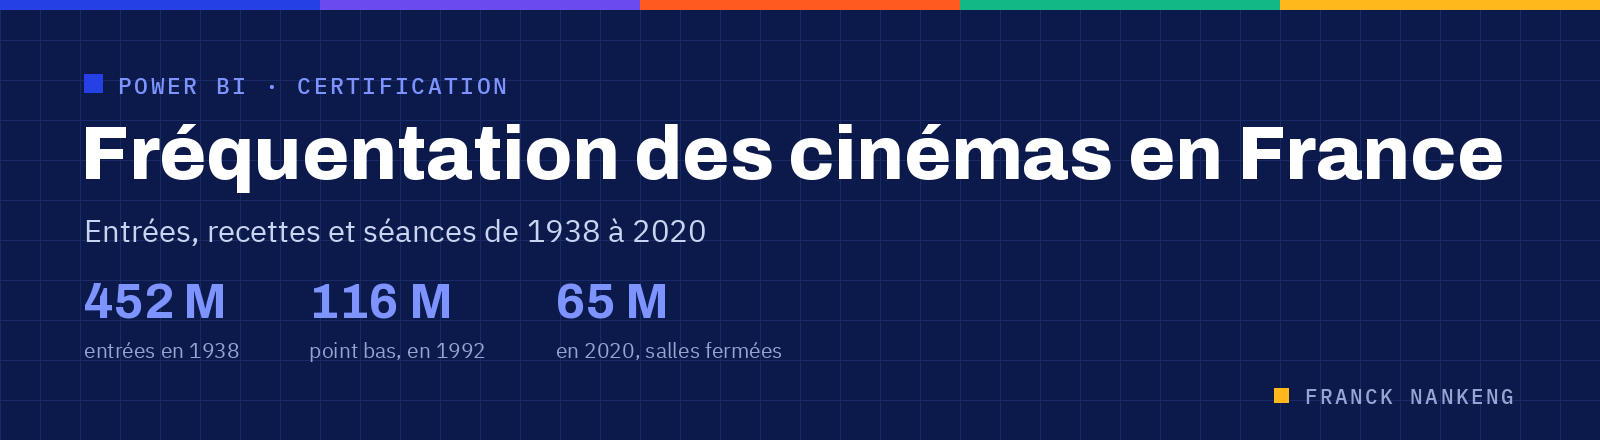 POWER BI · CERTIFICATION
Fréquentation des cinémas en France
Entrées, recettes et séances de 1938 à 2020
452 M 116 M 65 M
entrées en 1938 point bas, en 1992 en 2020, salles fermées
FRANCK NANKENG